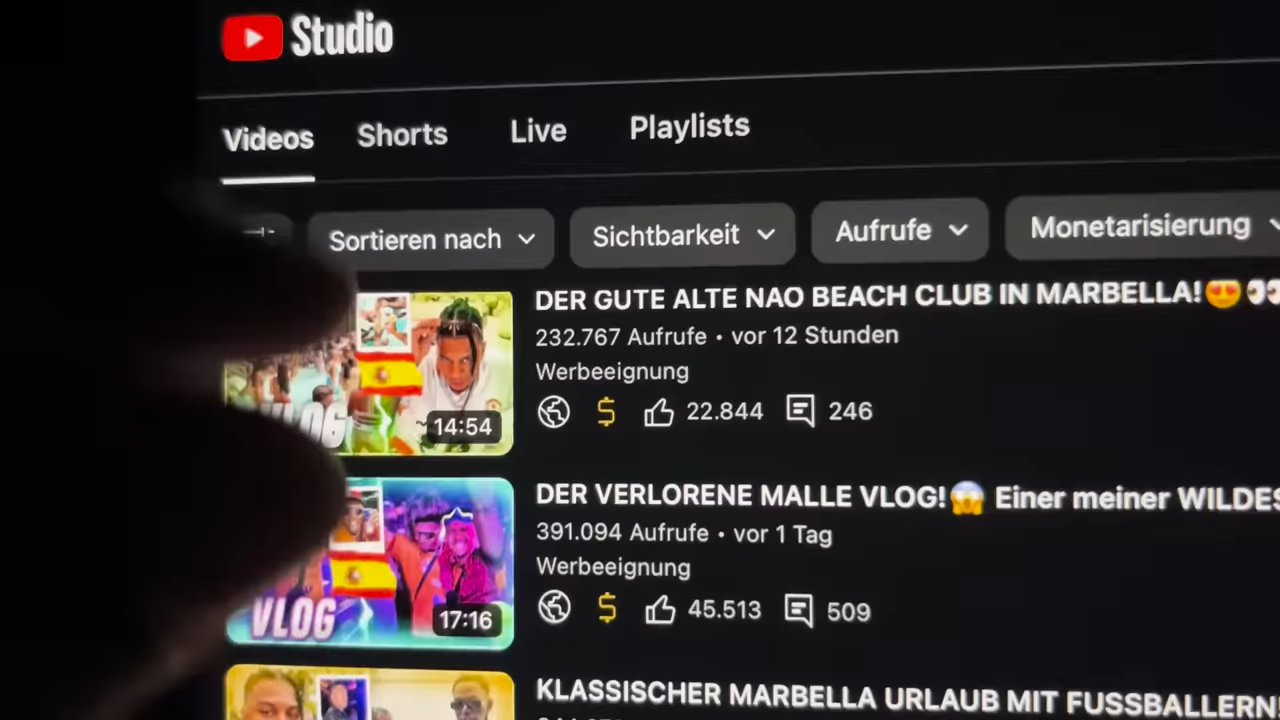 Studio
Videos Shorts Live Playlists
Sortieren nach Sichtbarkeit Aufrufe Monetarisierung
DER GUTE ALTE NAO BEACH CLUB IN MARBELLA!😍👀
232.767 Aufrufe • vor 12 Stunden
Werbeeignung
22.844 246
VLOG
14:54
DER VERLORENE MALLE VLOG!😱 Einer meiner
391.094 Aufrufe • vor 1 Tag
Werbeeignung
45.513 509
VLOG
17:16
KLASSISCHER MARBELLA URLAUB MIT FUSSBALLERN